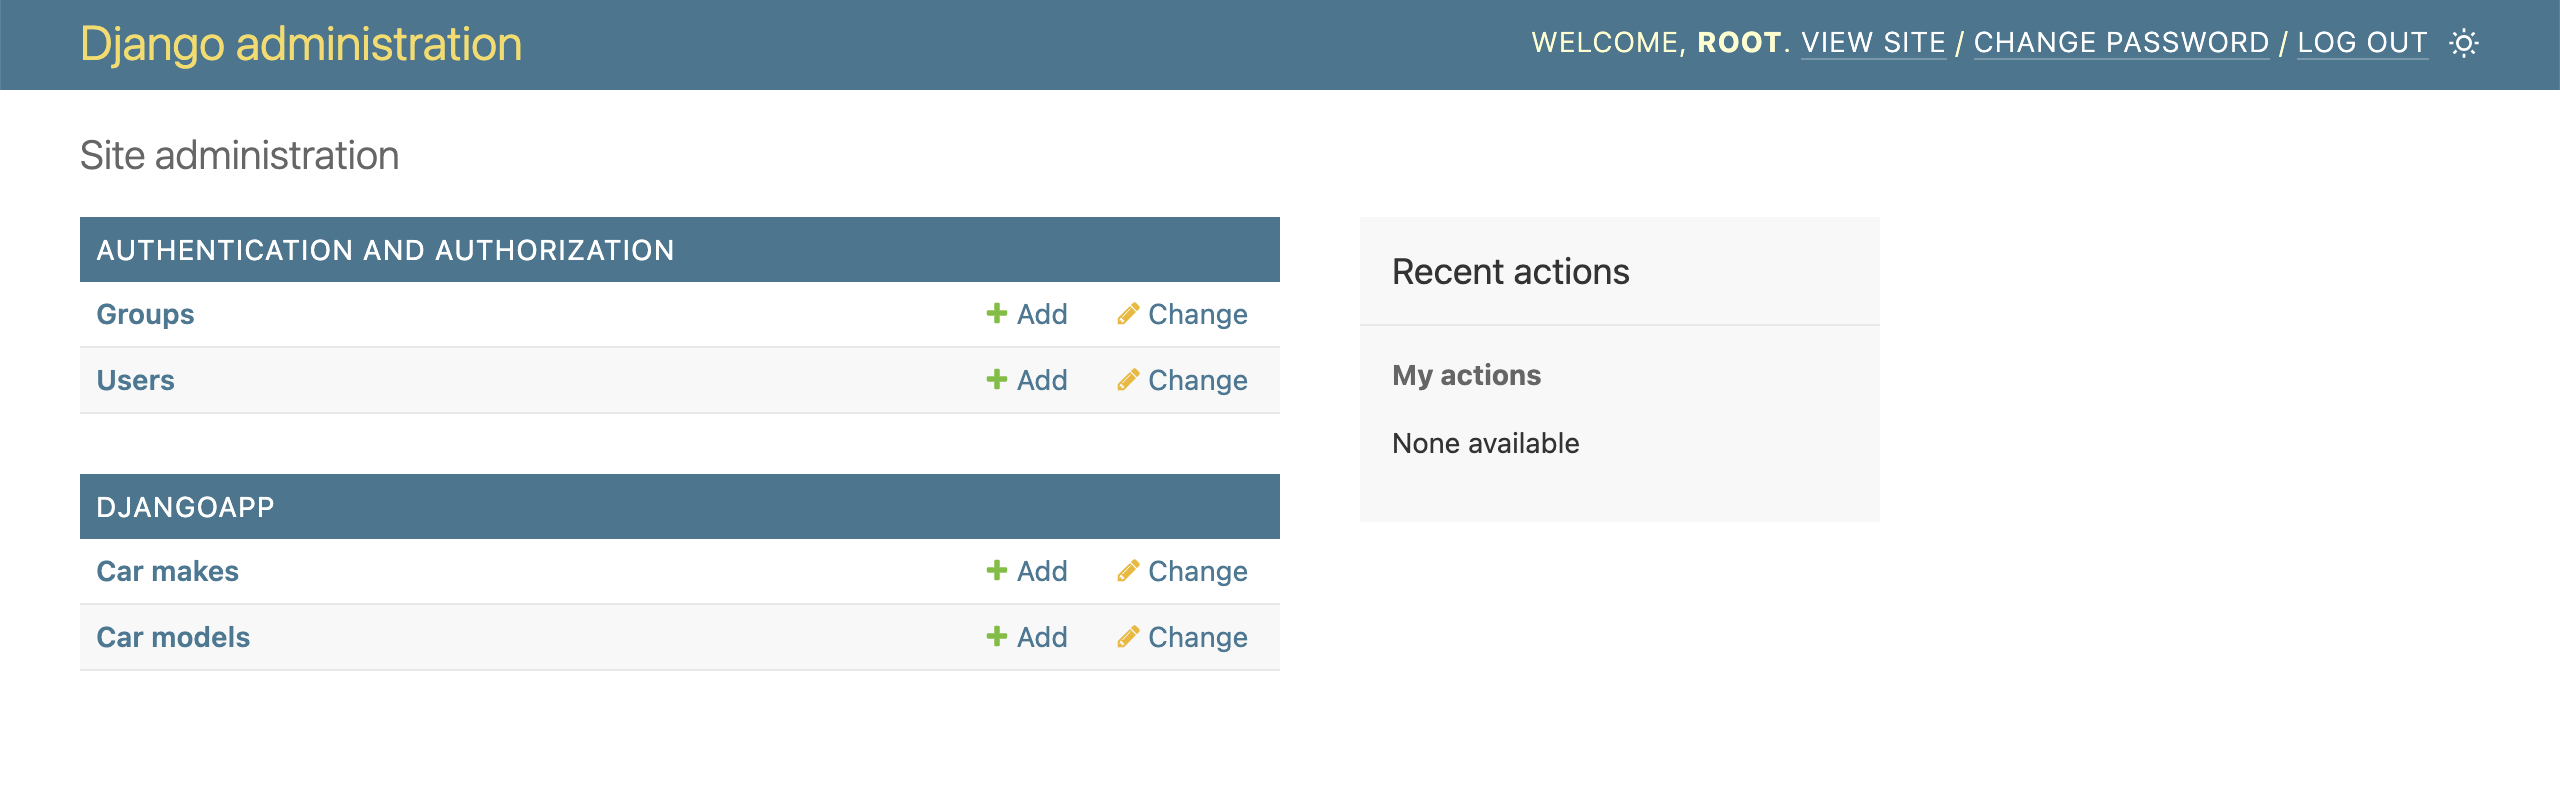 Django administration
WELCOME, ROOT. VIEW SITE / CHANGE PASSWORD / LOG OUT
Site administration
AUTHENTICATION AND AUTHORIZATION
Groups Add Change
Users Add Change
DJANGOAPP
Car makes Add Change
Car models Add Change
Recent actions
My actions
None available